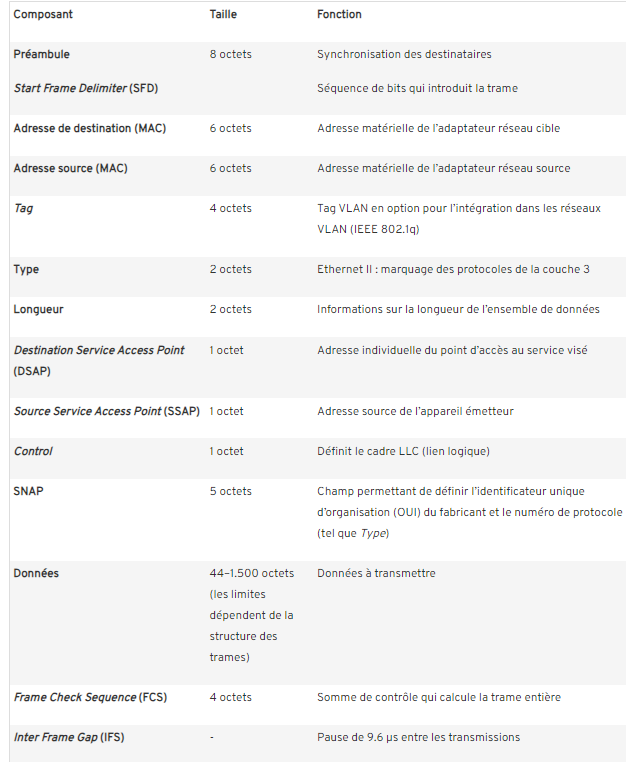 Composant Taille Fonction
Préambule 8 octets Synchronisation des destinataires
Start Frame Delimiter (SFD) Séquence de bits qui introduit la trame
Adresse de destination (MAC) 6 octets Adresse matérielle de l’adaptateur réseau cible
Adresse source (MAC) 6 octets Adresse matérielle de l’adaptateur réseau source
Tag 4 octets Tag VLAN en option pour l’intégration dans les réseaux
VLAN (IEEE 802.1q)
Type 2 octets Ethernet II : marquage des protocoles de la couche 3
Longueur 2 octets Informations sur la longueur de l’ensemble de données
Destination Service Access Point 1 octet Adresse individuelle du point d’accès au service visé
(DSAP)
Source Service Access Point (SSAP) 1 octet Adresse source de l’appareil émetteur
Control 1 octet Définit le cadre LLC (lien logique)
SNAP 5 octets Champ permettant de définir l’identificateur unique
d’organisation (OUI) du fabricant et le numéro de protocole
(tel que Type)
Données 44–1.500 octets Données à transmettre
(les limites
dépendent de la
structure des
trames)
Frame Check Sequence (FCS) 4 octets Somme de contrôle qui calcule la trame entière
Inter Frame Gap (IFS) - Pause de 9.6 µs entre les transmissions